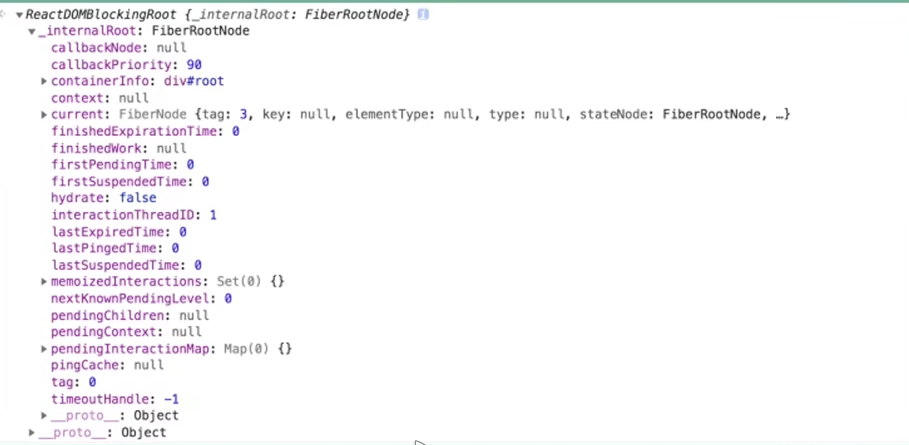 ReactDOMBlockingRoot {_internalRoot: FiberRootNode} i
_internalRoot: FiberRootNode
callbackNode: null
callbackPriority: 90
containerInfo: div#root
context: null
current: FiberNode {tag: 3, key: null, elementType: null, type: null, stateNode: FiberRootNode, …}
finishedExpirationTime: 0
finishedWork: null
firstPendingTime: 0
firstSuspendedTime: 0
hydrate: false
interactionThreadID: 1
lastExpiredTime: 0
lastPingedTime: 0
lastSuspendedTime: 0
memoizedInteractions: Set(0) {}
nextKnownPendingLevel: 0
pendingChildren: null
pendingContext: null
pendingInteractionMap: Map(0) {}
pingCache: null
tag: 0
timeoutHandle: -1
__proto__: Object
__proto__: Object